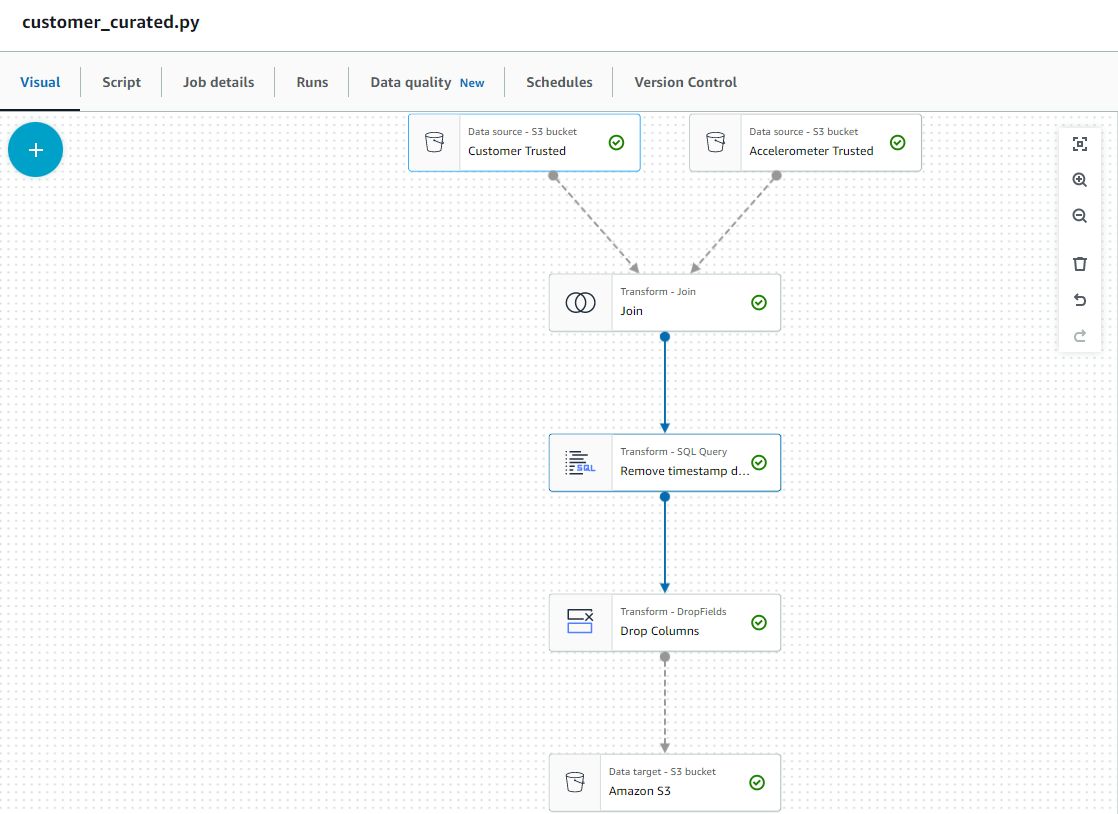 customer_curated.py
Visual
Script
Job details
Runs
Data quality New
Schedules
Version Control
Data source - S3 bucket
Customer Trusted
Data source - S3 bucket
Accelerometer Trusted
Transform - Join
Join
Transform - SQL Query
SQL
Remove timestamp d...
Transform - DropFields
Drop Columns
Data target - S3 bucket
Amazon S3